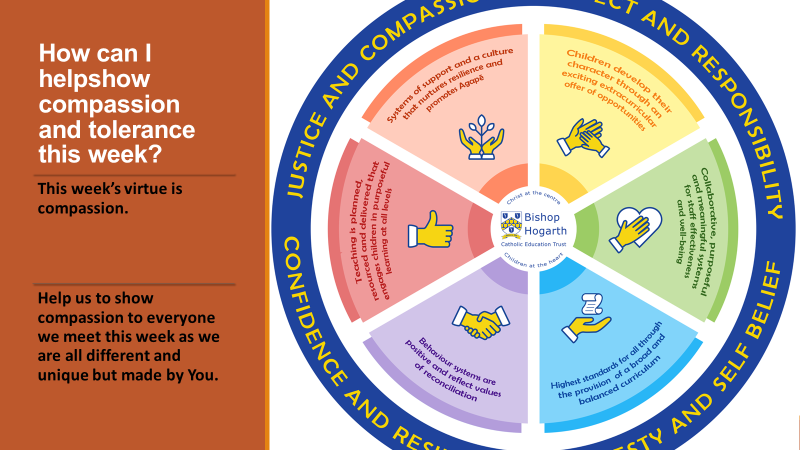 How can I
helpshow
compassion
and tolerance
this week?
This week's virtue is
compassion.
Help us to show
compassion to everyone
we meet this week as we
are all different and
unique but made by You.
JUSTICE AND COMPASSIO
ECT AND RESPONSIBILITY
STY AND SELF BELIEF
CONFIDENCE AND RESI
Systems of support and a culture
that nurtures resilience and
promotes Agapé
Children develop their
character through an
exciting extracurricular
offer of opportunities
Collaborative, purposeful
and meaningful systems
for staff effectiveness
and well-being
Highest standards for all through
the provision of a broad and
balanced curriculum
Behaviour systems are
positive and reflect values
of reconciliation
Teaching is planned,
resourced and delivered that
engages children in purposeful
learning at all levels
Christ at the centre
Bishop
Hogarth
Catholic Education Trust
Children at the heart